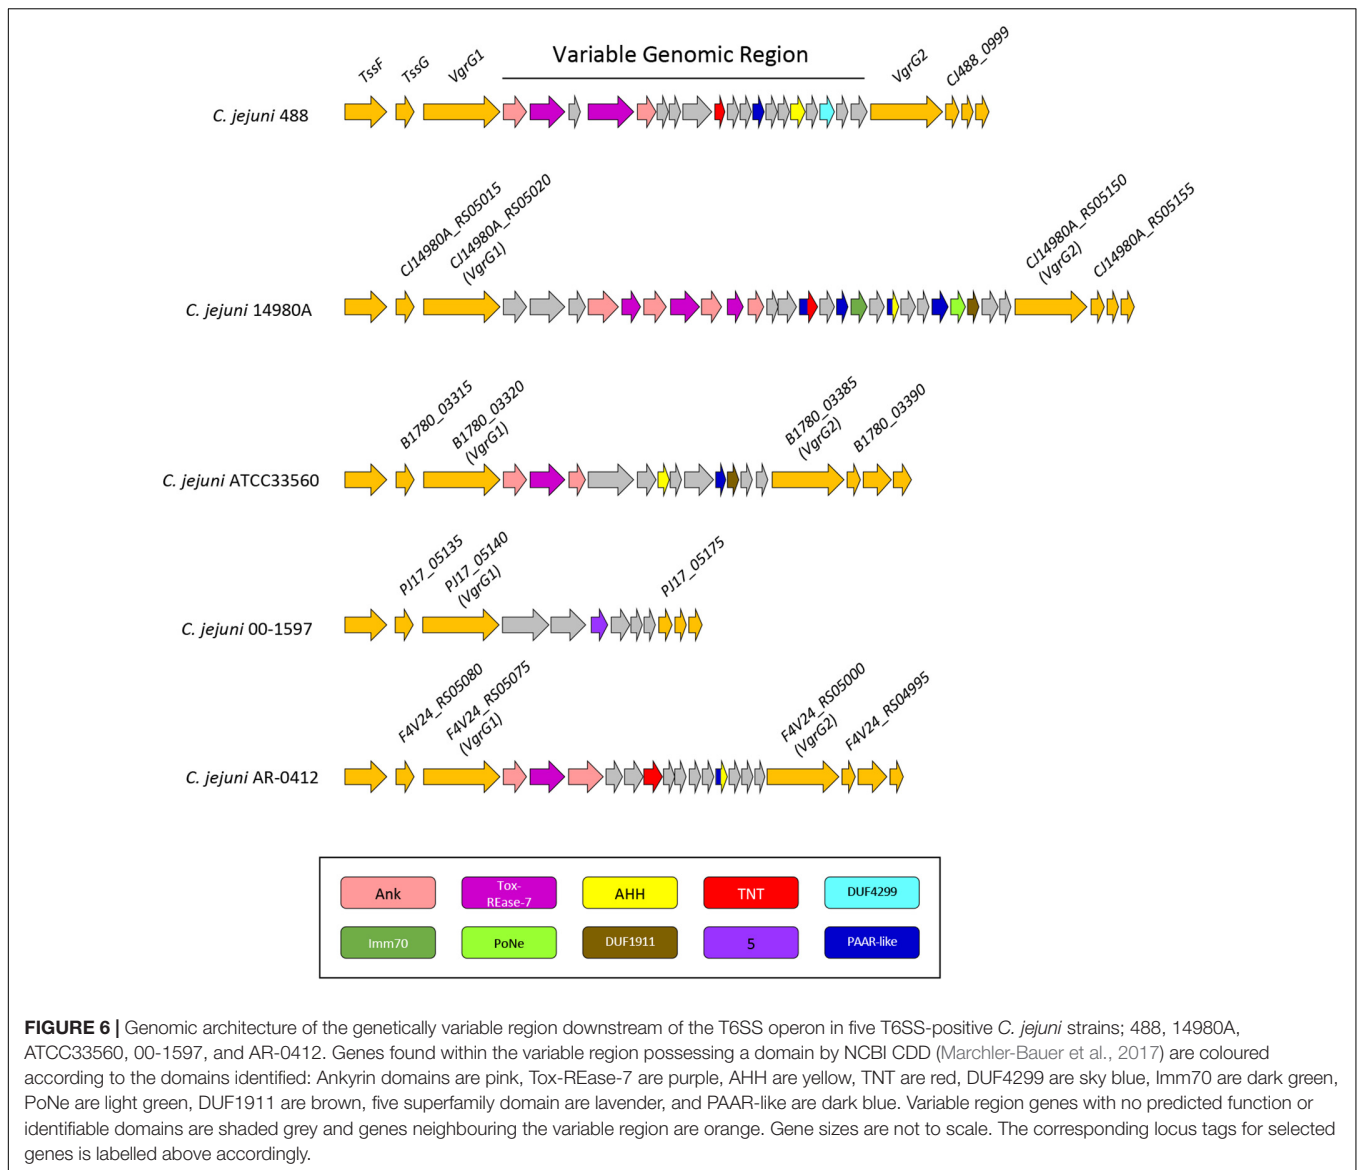 Variable Genomic Region
TssF
TssG
VgrG1
VgrG2
CJ488_0999
C. jejuni 488
CJ14980A_RS05015
CJ14980A_RS05020
(VgrG1)
CJ14980A_RS05150
(VgrG2)
CJ14980A_RS05155
C. jejuni 14980A
B1780_03315
B1780_03320
(VgrG1)
B1780_03385
(VgrG2)
B1780_03390
C. jejuni ATCC33560
PJ17_05135
PJ17_05140
(VgrG1)
PJ17_05175
C. jejuni 00-1597
F4V24_RS05080
F4V24_RS05075
(VgrG1)
F4V24_RS05000
(VgrG2)
F4V24_RS04995
C. jejuni AR-0412
Ank
Tox-
REase-7
AHH
TNT
DUF4299
Imm70
PoNe
DUF1911
5
PAAR-like
FIGURE 6 | Genomic architecture of the genetically variable region downstream of the T6SS operon in five T6SS-positive C. jejuni strains; 488, 14980A,
ATCC33560, 00-1597, and AR-0412. Genes found within the variable region possessing a domain by NCBI CDD (Marchler-Bauer et al., 2017) are coloured
according to the domains identified: Ankyrin domains are pink, Tox-REase-7 are purple, AHH are yellow, TNT are red, DUF4299 are sky blue, Imm70 are dark green,
PoNe are light green, DUF1911 are brown, five superfamily domain are lavender, and PAAR-like are dark blue. Variable region genes with no predicted function or
identifiable domains are shaded grey and genes neighbouring the variable region are orange. Gene sizes are not to scale. The corresponding locus tags for selected
genes is labelled above accordingly.